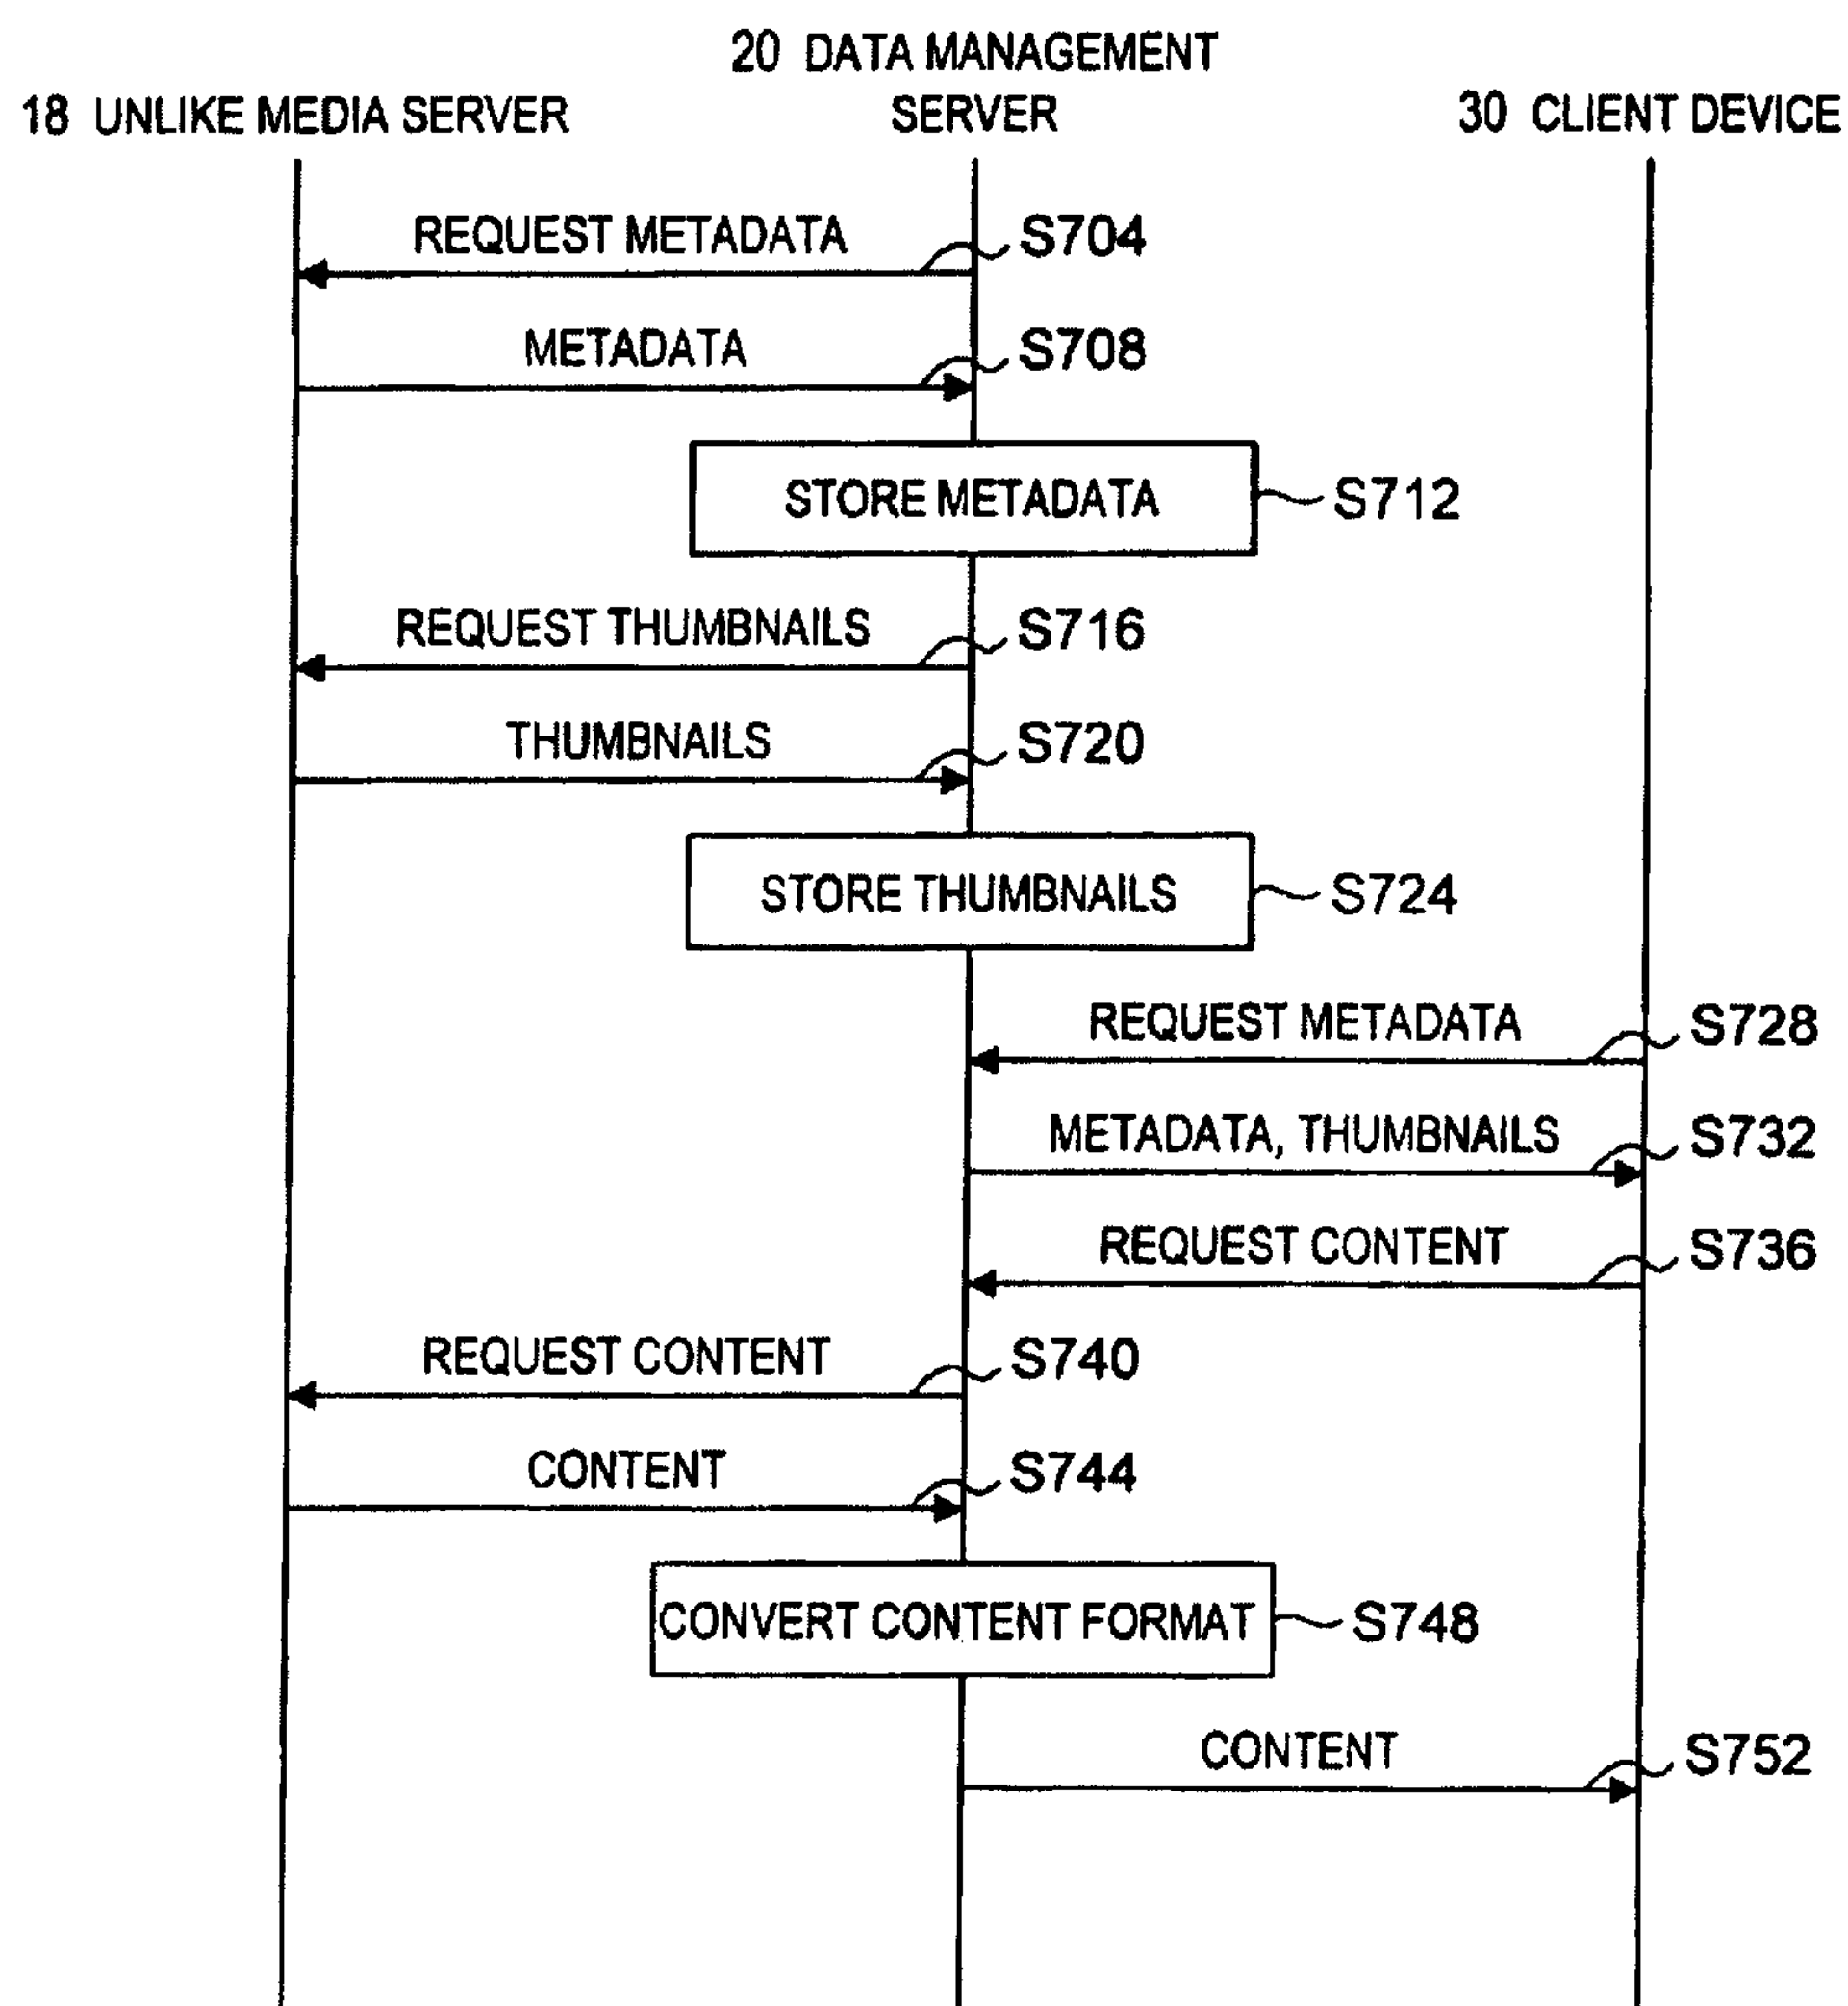 20 DATA MANAGEMENT
SERVER
18 UNLIKE MEDIA SERVER
30 CLIENT DEVICE
REQUEST METADATA
S704
METADATA
S708
STORE METADATA
S712
REQUEST THUMBNAILS
S716
THUMBNAILS
S720
STORE THUMBNAILS
S724
REQUEST METADATA
S728
METADATA, THUMBNAILS
S732
REQUEST CONTENT
S736
REQUEST CONTENT
S740
CONTENT
S744
CONVERT CONTENT FORMAT
S748
CONTENT
S752